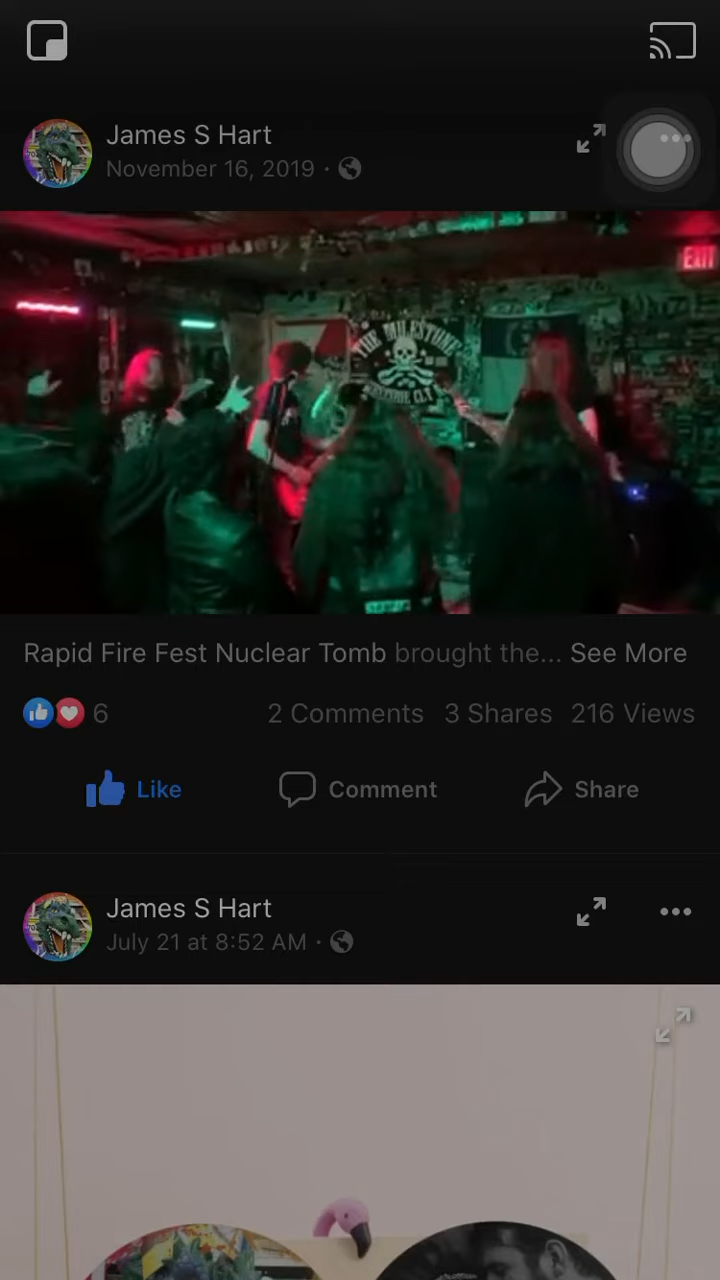 James S Hart
November 16, 2019 ·
EXIT
THE MILESTONE
Rapid Fire Fest Nuclear Tomb brought the... See More
6
2 Comments 3 Shares 216 Views
Like
Comment
Share
James S Hart
July 21 at 8:52 AM ·